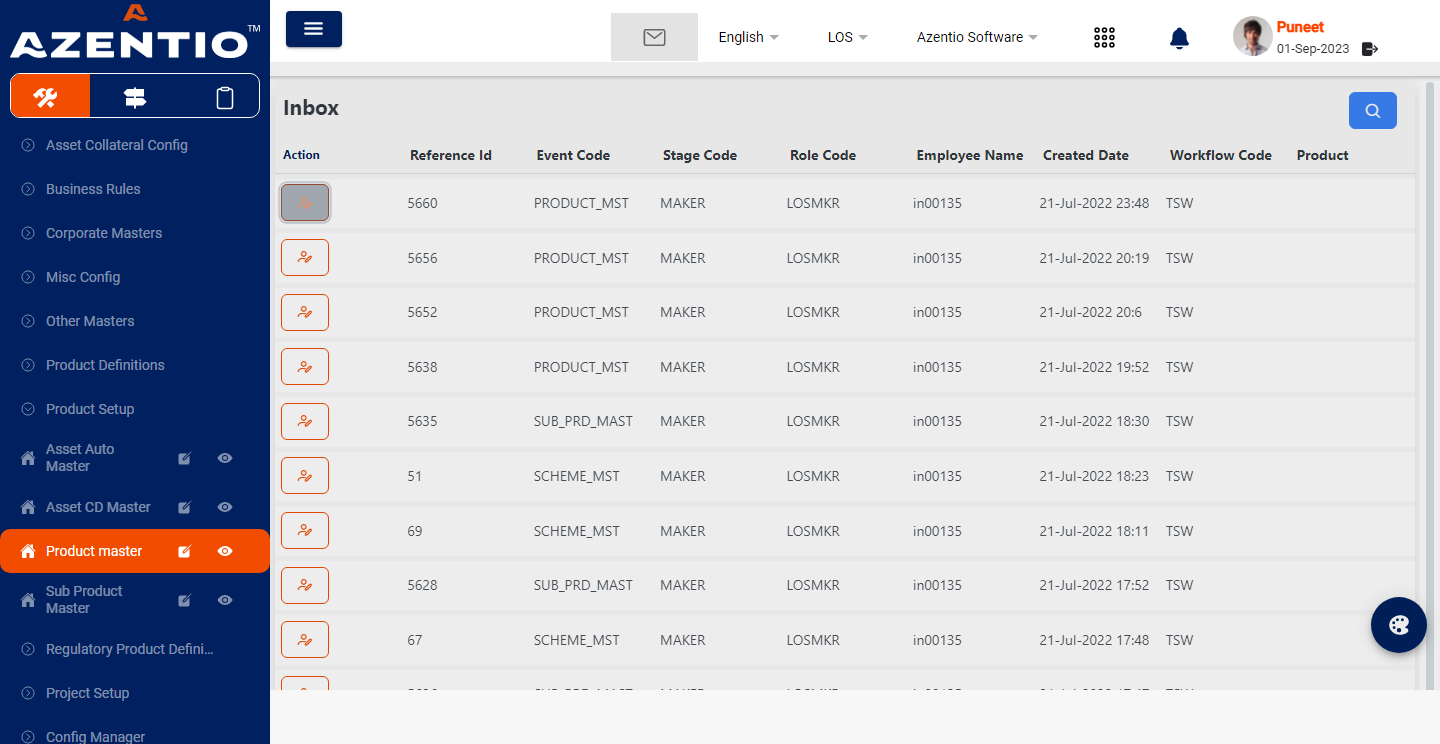 AZENTIO™
English
LOS
Azentio Software
Puneet
01-Sep-2023
Asset Collateral Config
Business Rules
Corporate Masters
Misc Config
Other Masters
Product Definitions
Product Setup
Asset Auto
Master
Asset CD Master
Product master
Sub Product
Master
Regulatory Product Defini...
Project Setup
Config Manager
Inbox
Action Reference Id Event Code Stage Code Role Code Employee Name Created Date Workflow Code Product
5660 PRODUCT_MST MAKER LOSMKR in00135 21-Jul-2022 23:48 TSW
5656 PRODUCT_MST MAKER LOSMKR in00135 21-Jul-2022 20:19 TSW
5652 PRODUCT_MST MAKER LOSMKR in00135 21-Jul-2022 20:6 TSW
5638 PRODUCT_MST MAKER LOSMKR in00135 21-Jul-2022 19:52 TSW
5635 SUB_PRD_MAST MAKER LOSMKR in00135 21-Jul-2022 18:30 TSW
51 SCHEME_MST MAKER LOSMKR in00135 21-Jul-2022 18:23 TSW
69 SCHEME_MST MAKER LOSMKR in00135 21-Jul-2022 18:11 TSW
5628 SUB_PRD_MAST MAKER LOSMKR in00135 21-Jul-2022 17:52 TSW
67 SCHEME_MST MAKER LOSMKR in00135 21-Jul-2022 17:48 TSW